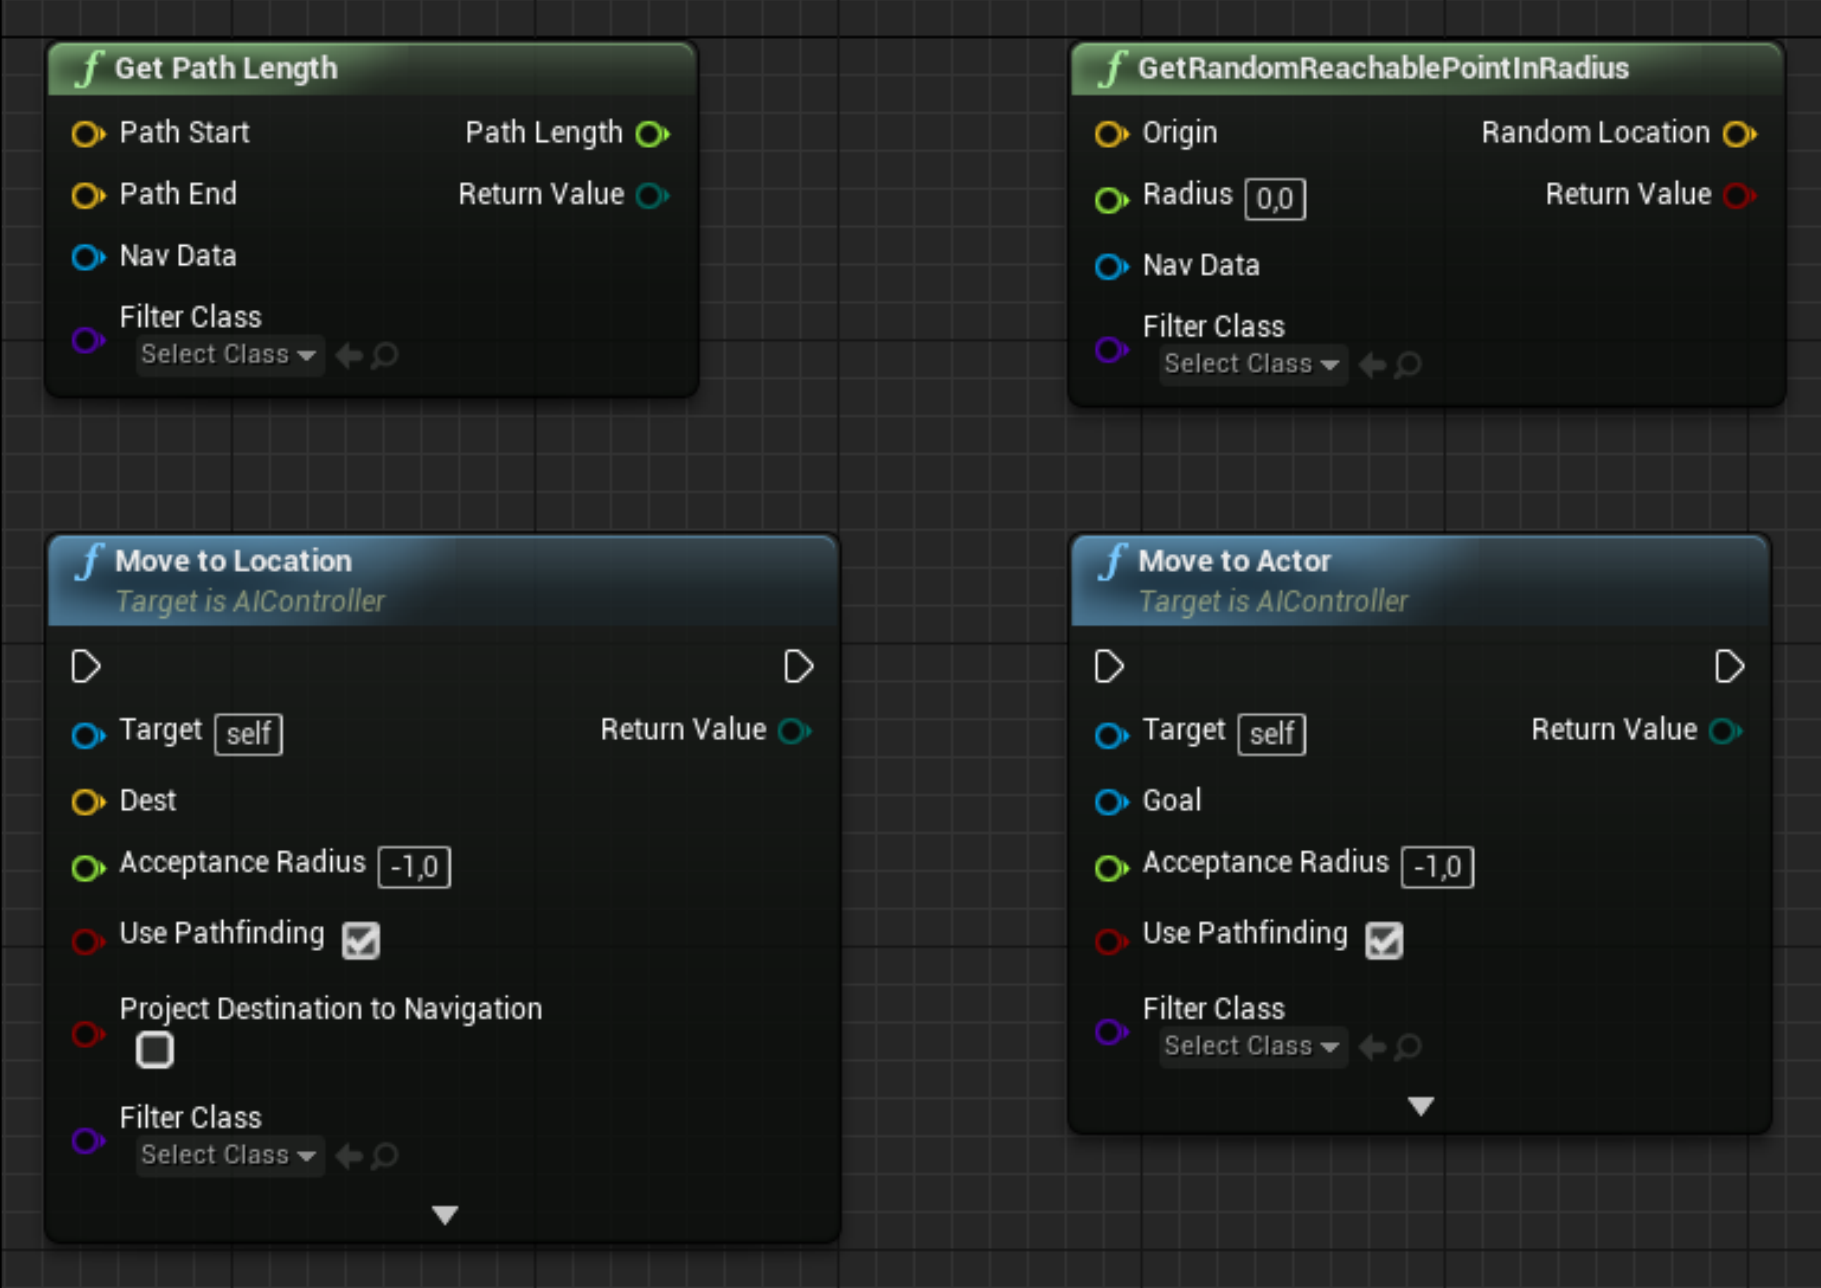 f Get Path Length
Path Start
Path Length
Path End
Return Value
Nav Data
Filter Class
Select Class
f GetRandomReachablePointInRadius
Origin
Random Location
Radius 0,0
Return Value
Nav Data
Filter Class
Select Class
f Move to Location
Target is AIController
Target self
Return Value
Dest
Acceptance Radius -1,0
Use Pathfinding
Project Destination to Navigation
Filter Class
Select Class
f Move to Actor
Target is AIController
Target self
Return Value
Goal
Acceptance Radius -1,0
Use Pathfinding
Filter Class
Select Class